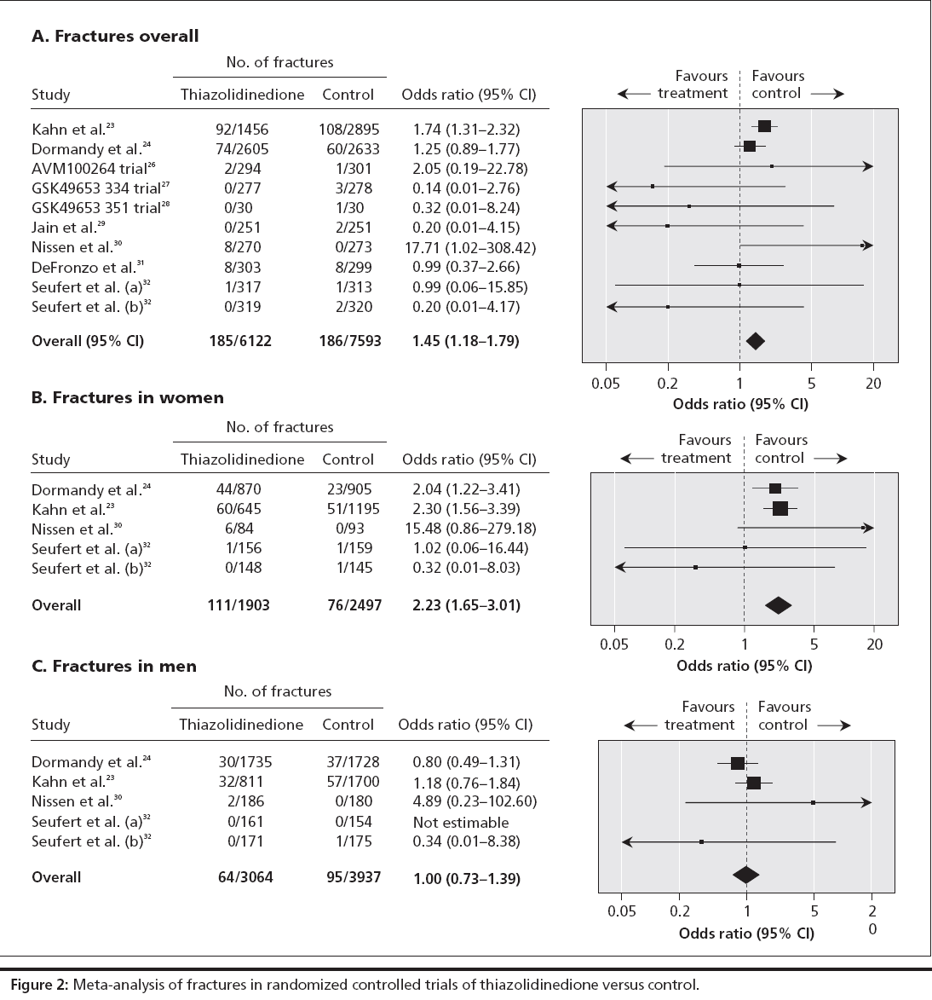 A. Fractures overall
No. of fractures
Study Thiazolidinedione Control Odds ratio (95% CI)
Favours treatment Favours control
Kahn et al.²³ 92/1456 108/2895 1.74 (1.31–2.32)
Dormandy et al.²⁴ 74/2605 60/2633 1.25 (0.89–1.77)
AVM100264 trial²⁶ 2/294 1/301 2.05 (0.19–22.78)
GSK49653 334 trial²⁷ 0/277 3/278 0.14 (0.01–2.76)
GSK49653 351 trial²⁸ 0/30 1/30 0.32 (0.01–8.24)
Jain et al.²⁹ 0/251 2/251 0.20 (0.01–4.15)
Nissen et al.³⁰ 8/270 0/273 17.71 (1.02–308.42)
DeFronzo et al.³¹ 8/303 8/299 0.99 (0.37–2.66)
Seufert et al. (a)³² 1/317 1/313 0.99 (0.06–15.85)
Seufert et al. (b)³² 0/319 2/320 0.20 (0.01–4.17)
Overall (95% CI) 185/6122 186/7593 1.45 (1.18–1.79)
0.05 0.2 1 5 20
Odds ratio (95% CI)
B. Fractures in women
No. of fractures
Study Thiazolidinedione Control Odds ratio (95% CI)
Favours treatment Favours control
Dormandy et al.²⁴ 44/870 23/905 2.04 (1.22–3.41)
Kahn et al.²³ 60/645 51/1195 2.30 (1.56–3.39)
Nissen et al.³⁰ 6/84 0/93 15.48 (0.86–279.18)
Seufert et al. (a)³² 1/156 1/159 1.02 (0.06–16.44)
Seufert et al. (b)³² 0/148 1/145 0.32 (0.01–8.03)
Overall 111/1903 76/2497 2.23 (1.65–3.01)
0.05 0.2 1 5 20
Odds ratio (95% CI)
C. Fractures in men
No. of fractures
Study Thiazolidinedione Control Odds ratio (95% CI)
Favours treatment Favours control
Dormandy et al.²⁴ 30/1735 37/1728 0.80 (0.49–1.31)
Kahn et al.²³ 32/811 57/1700 1.18 (0.76–1.84)
Nissen et al.³⁰ 2/186 0/180 4.89 (0.23–102.60)
Seufert et al. (a)³² 0/161 0/154 Not estimable
Seufert et al. (b)³² 0/171 1/175 0.34 (0.01–8.38)
Overall 64/3064 95/3937 1.00 (0.73–1.39)
0.05 0.2 1 5 2
0
Odds ratio (95% CI)
Figure 2: Meta-analysis of fractures in randomized controlled trials of thiazolidinedione versus control.